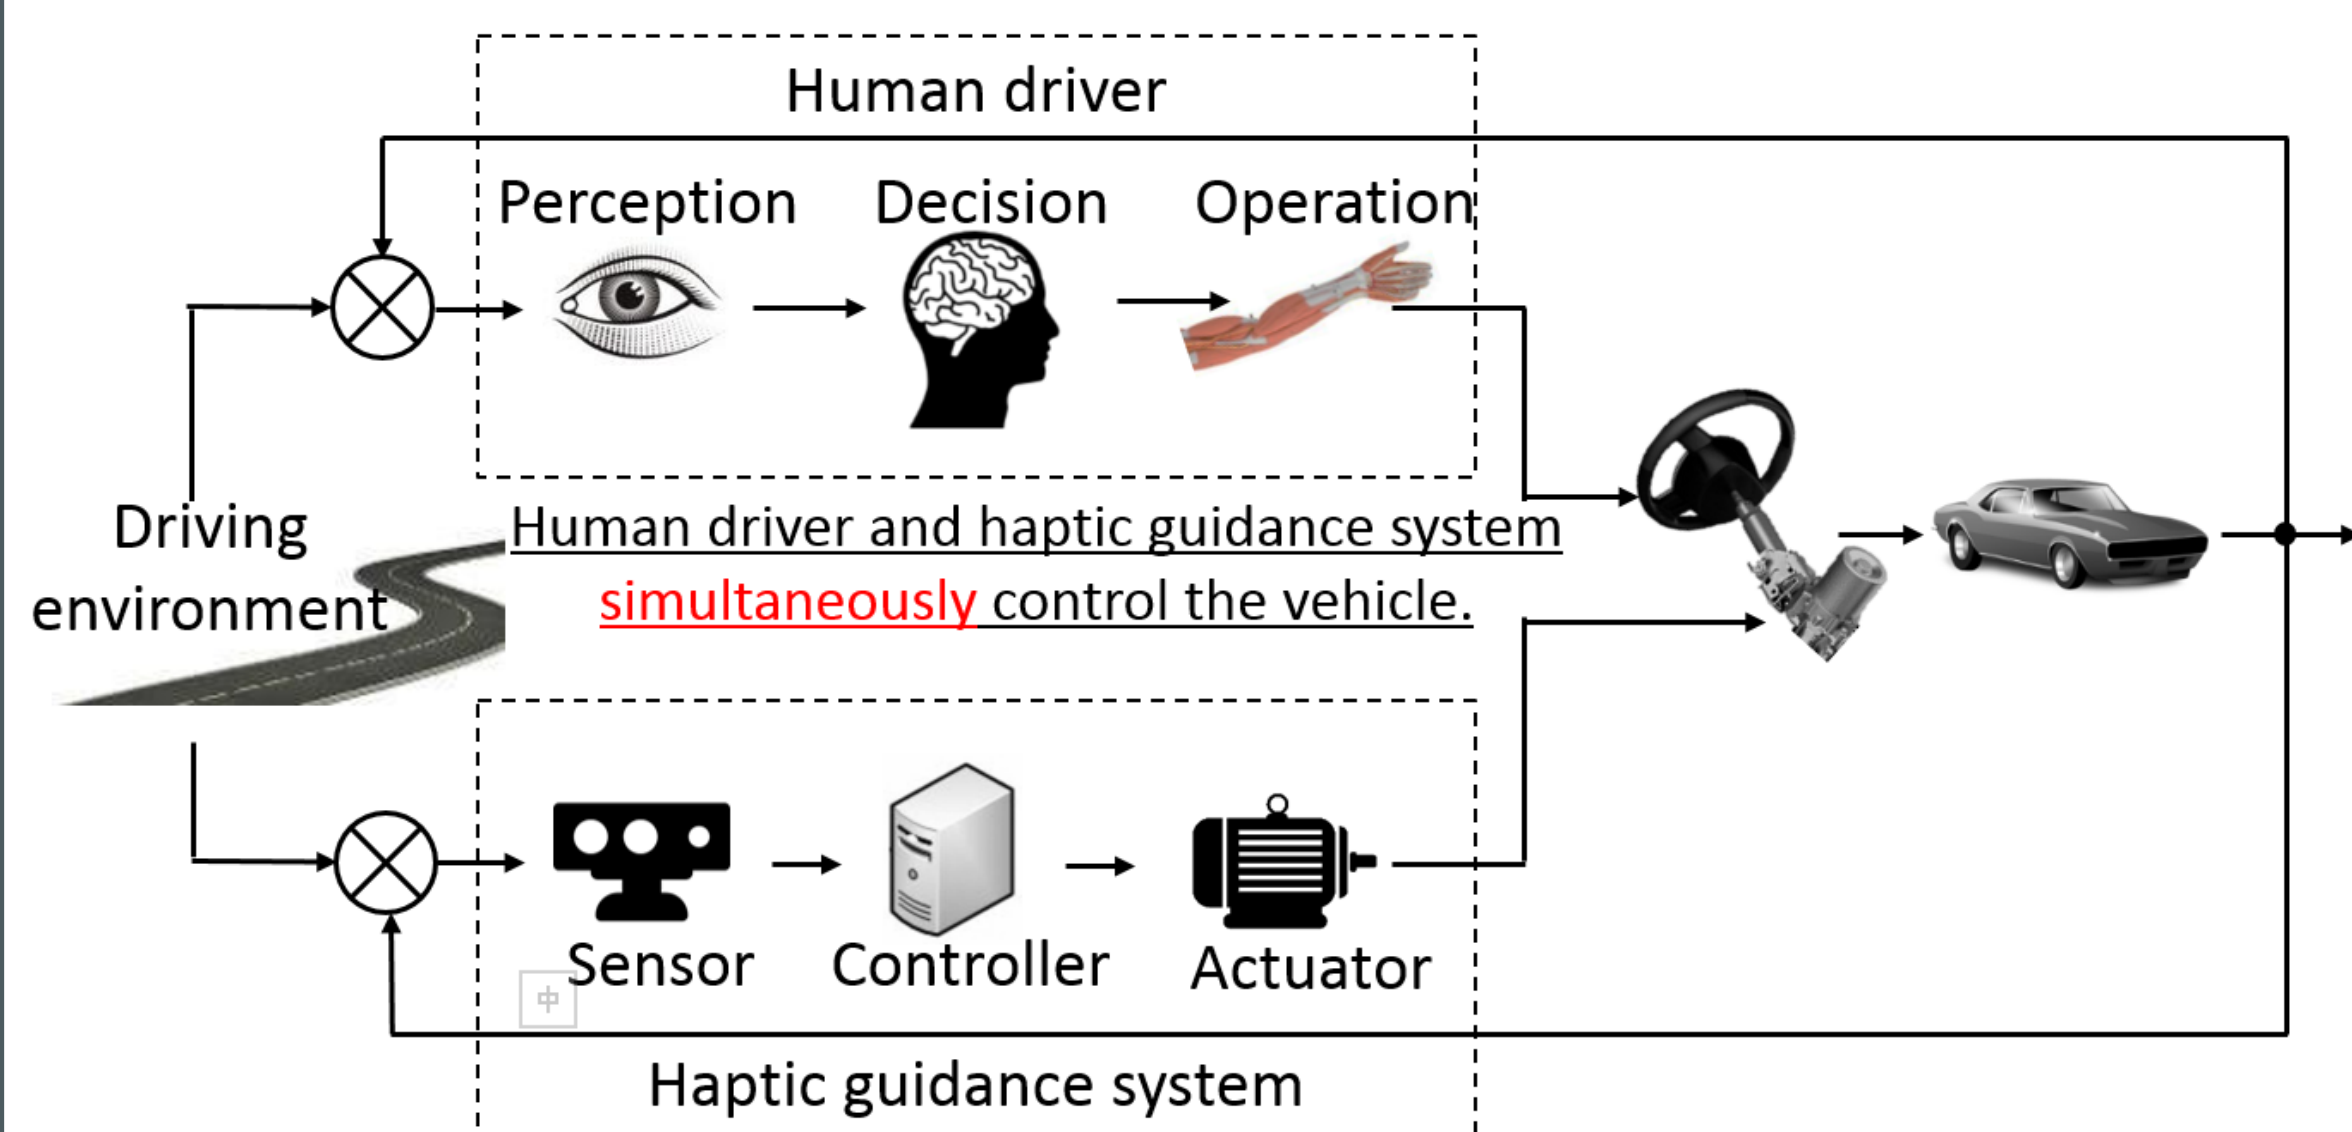 Human driver
Perception
Decision
Operation
Driving
environment
Human driver and haptic guidance system
simultaneously control the vehicle.
Sensor
Controller
Actuator
中
Haptic guidance system